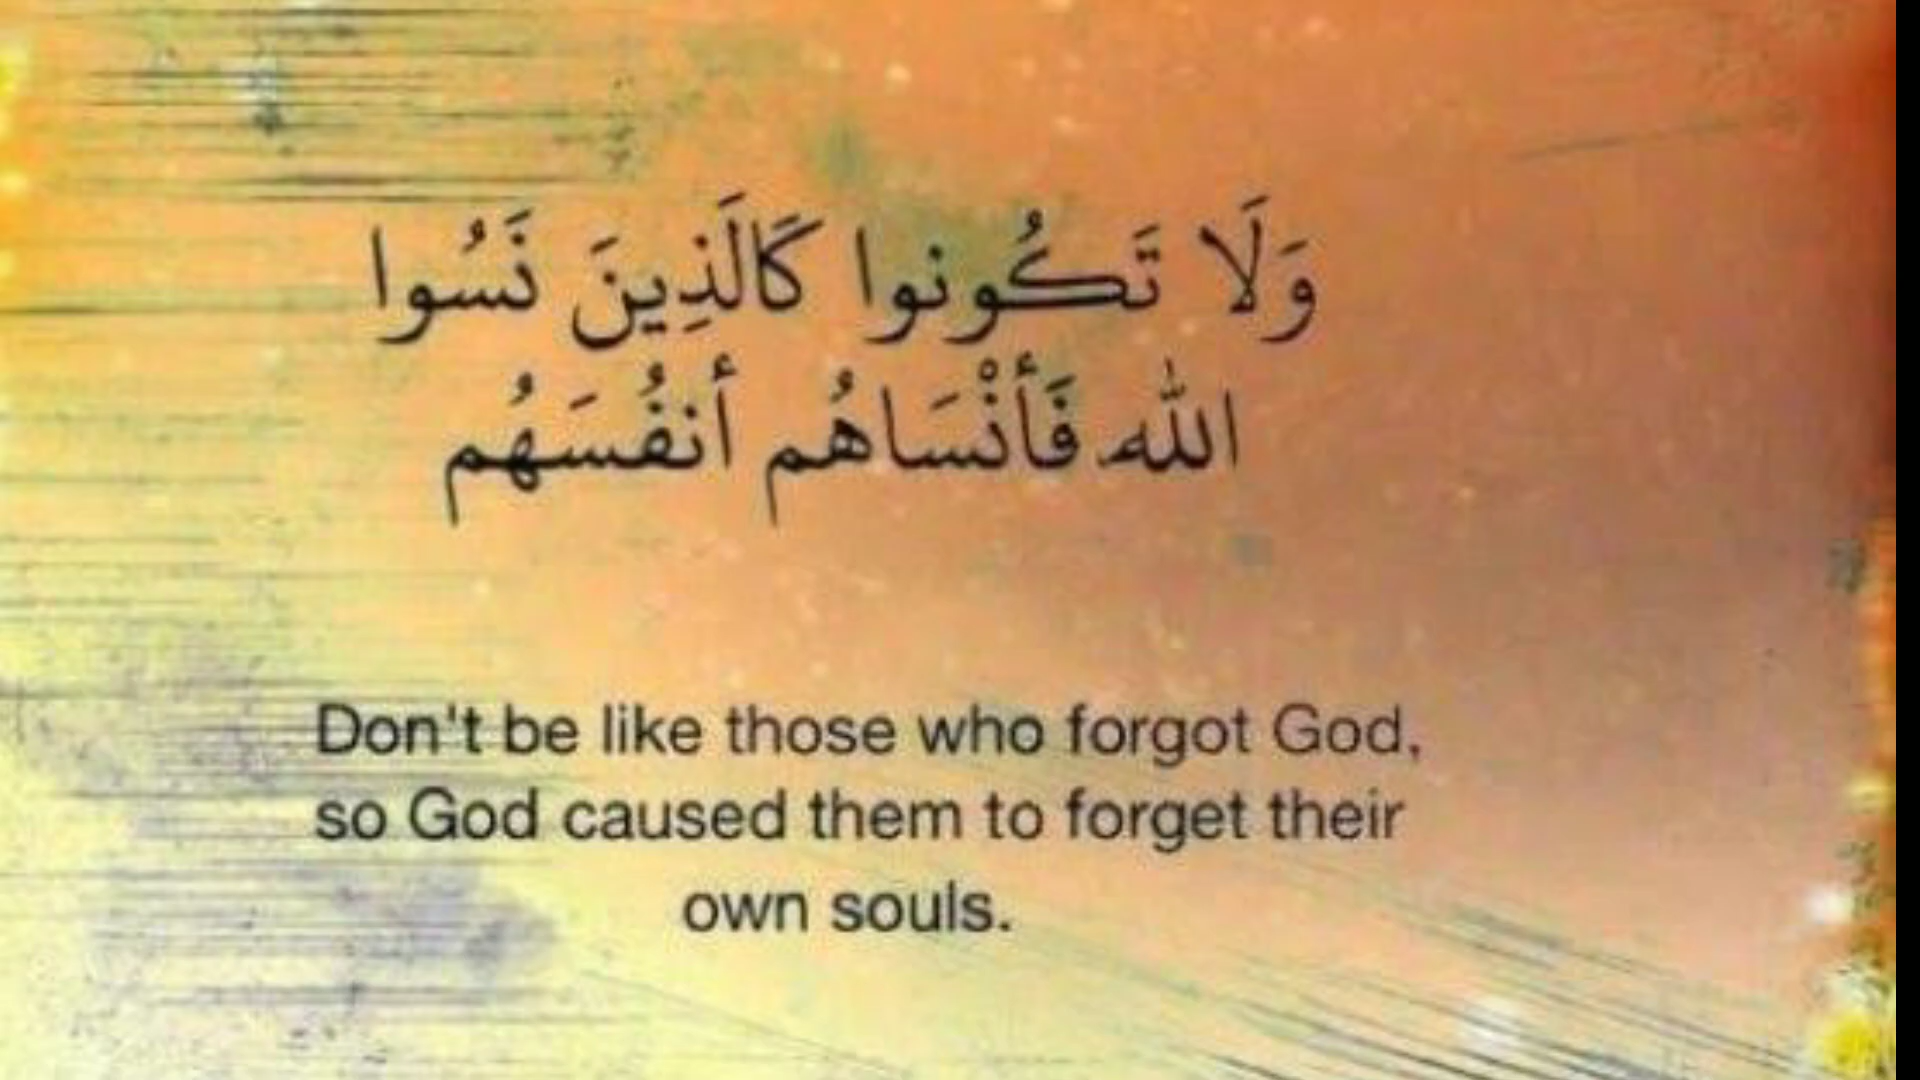 وَلَا تَكُونوا كَالَذِينَ نَسُوا
الله فَأنْسَاهُم أنفُسَهُم
Don't be like those who forgot God,
so God caused them to forget their
own souls.